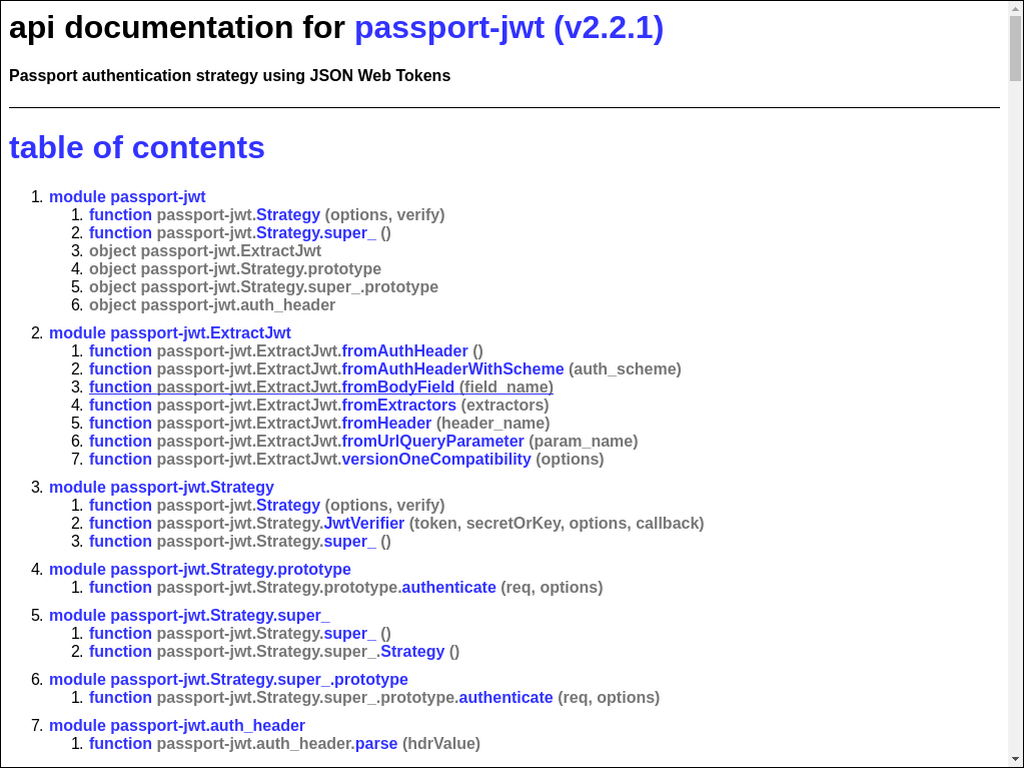 api documentation for passport-jwt (v2.2.1)
Passport authentication strategy using JSON Web Tokens
table of contents
1. module passport-jwt
1. function passport-jwt.Strategy (options, verify)
2. function passport-jwt.Strategy.super_ ()
3. object passport-jwt.ExtractJwt
4. object passport-jwt.Strategy.prototype
5. object passport-jwt.Strategy.super_.prototype
6. object passport-jwt.auth_header
2. module passport-jwt.ExtractJwt
1. function passport-jwt.ExtractJwt.fromAuthHeader ()
2. function passport-jwt.ExtractJwt.fromAuthHeaderWithScheme (auth_scheme)
3. function passport-jwt.ExtractJwt.fromBodyField (field_name)
4. function passport-jwt.ExtractJwt.fromExtractors (extractors)
5. function passport-jwt.ExtractJwt.fromHeader (header_name)
6. function passport-jwt.ExtractJwt.fromUrlQueryParameter (param_name)
7. function passport-jwt.ExtractJwt.versionOneCompatibility (options)
3. module passport-jwt.Strategy
1. function passport-jwt.Strategy (options, verify)
2. function passport-jwt.Strategy.JwtVerifier (token, secretOrKey, options, callback)
3. function passport-jwt.Strategy.super_ ()
4. module passport-jwt.Strategy.prototype
1. function passport-jwt.Strategy.prototype.authenticate (req, options)
5. module passport-jwt.Strategy.super_
1. function passport-jwt.Strategy.super_ ()
2. function passport-jwt.Strategy.super_.Strategy ()
6. module passport-jwt.Strategy.super_.prototype
1. function passport-jwt.Strategy.super_.prototype.authenticate (req, options)
7. module passport-jwt.auth_header
1. function passport-jwt.auth_header.parse (hdrValue)